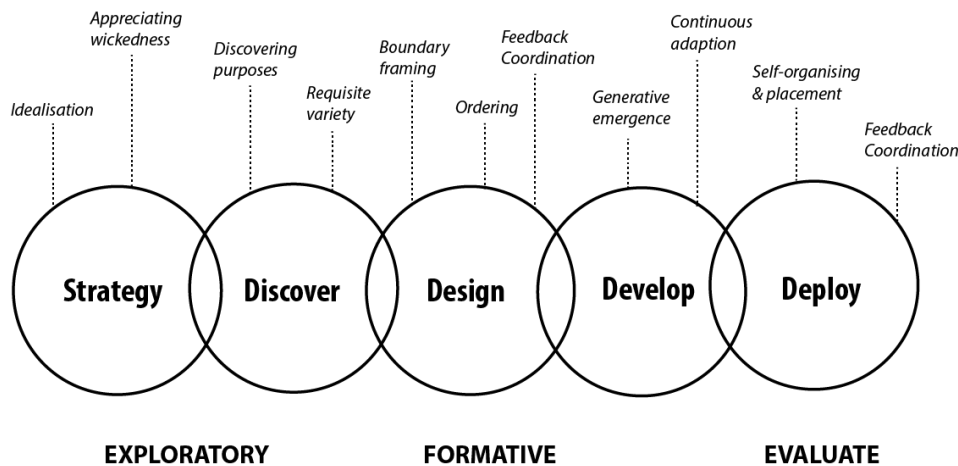 Idealisation
Appreciating
wickedness
Discovering
purposes
Requisite
variety
Boundary
framing
Ordering
Feedback
Coordination
Generative
emergence
Continuous
adaption
Self-organising
& placement
Feedback
Coordination
Strategy
Discover
Design
Develop
Deploy
EXPLORATORY
FORMATIVE
EVALUATE